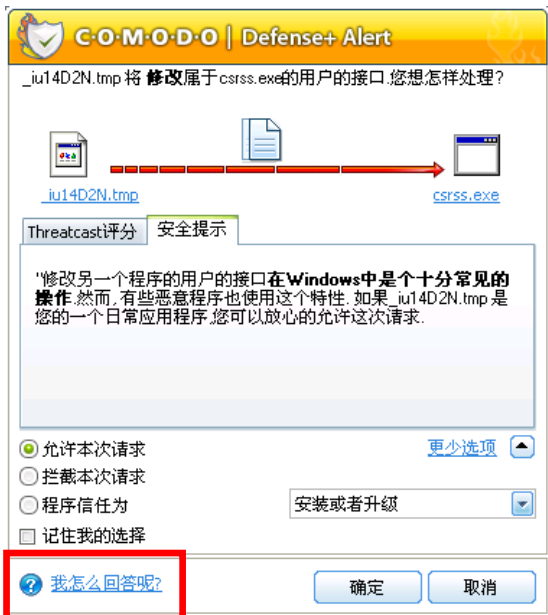 C·O·M·O·D·O | Defense+ Alert
_iu14D2N.tmp 将 修改属于csrss.exe的用户的接口.您想怎样处理?
_iu14D2N.tmp
csrss.exe
Threatcast评分
安全提示
"修改另一个程序的用户的接口在Windows中是个十分常见的
操作.然而,有些恶意程序也使用这个特性. 如果_iu14D2N.tmp 是
您的一个日常应用程序,您可以放心的允许这次请求.
允许本次请求
更少选项
拦截本次请求
程序信任为
安装或者升级
记住我的选择
我怎么回答呢?
确定
取消